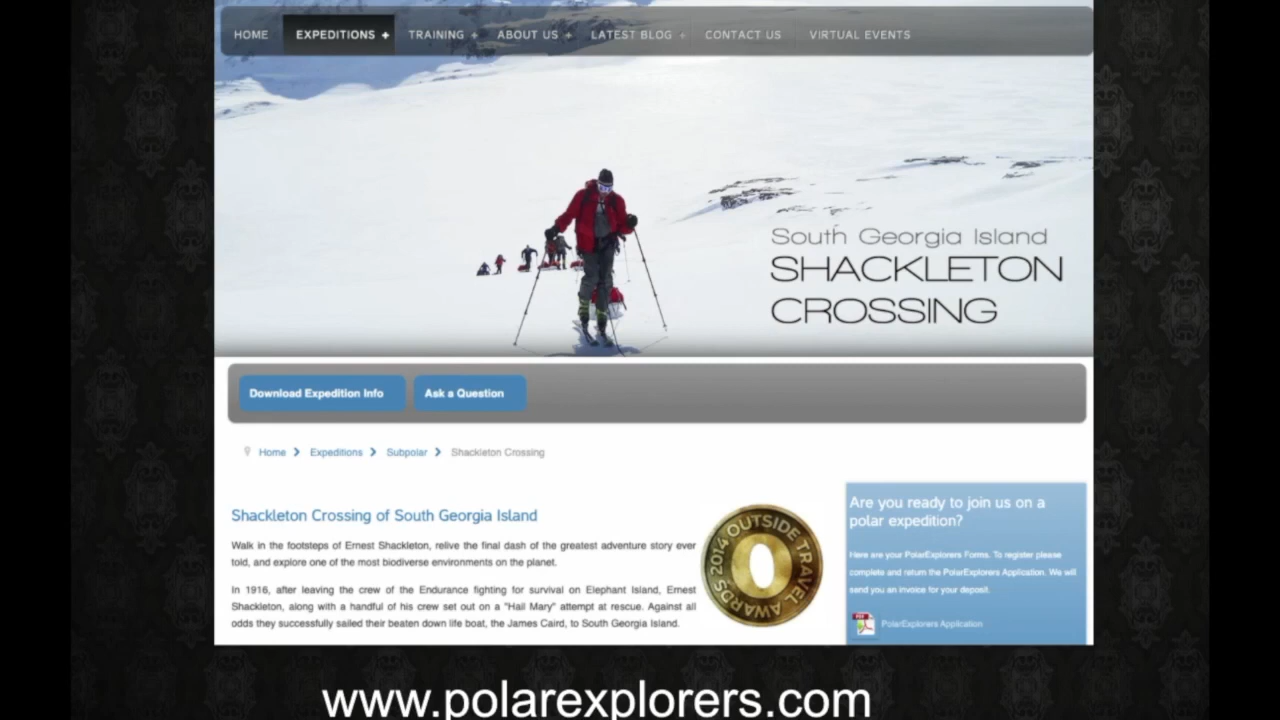 HOME EXPEDITIONS + TRAINING + ABOUT US + LATEST BLOG + CONTACT US VIRTUAL EVENTS
South Georgia Island
SHACKLETON
CROSSING
Download Expedition Info Ask a Question
Home > Expeditions > Subpolar > Shackleton Crossing
Shackleton Crossing of South Georgia Island
Walk in the footsteps of Ernest Shackleton, relive the final dash of the greatest adventure story ever
told, and explore one of the most biodiverse environments on the planet.
In 1916, after leaving the crew of the Endurance fighting for survival on Elephant Island, Ernest
Shackleton, along with a handful of his crew set out on a "Hail Mary" attempt at rescue. Against all
odds they successfully sailed their beaten down life boat, the James Caird, to South Georgia Island.
2014 OUTSIDE TRAVEL AWARDS
Are you ready to join us on a
polar expedition?
Here are your PolarExplorers Forms. To register please
complete and return the PolarExplorers Application. We will
send you an invoice for your deposit.
PDF
PolarExplorers Application
www.polarexplorers.com